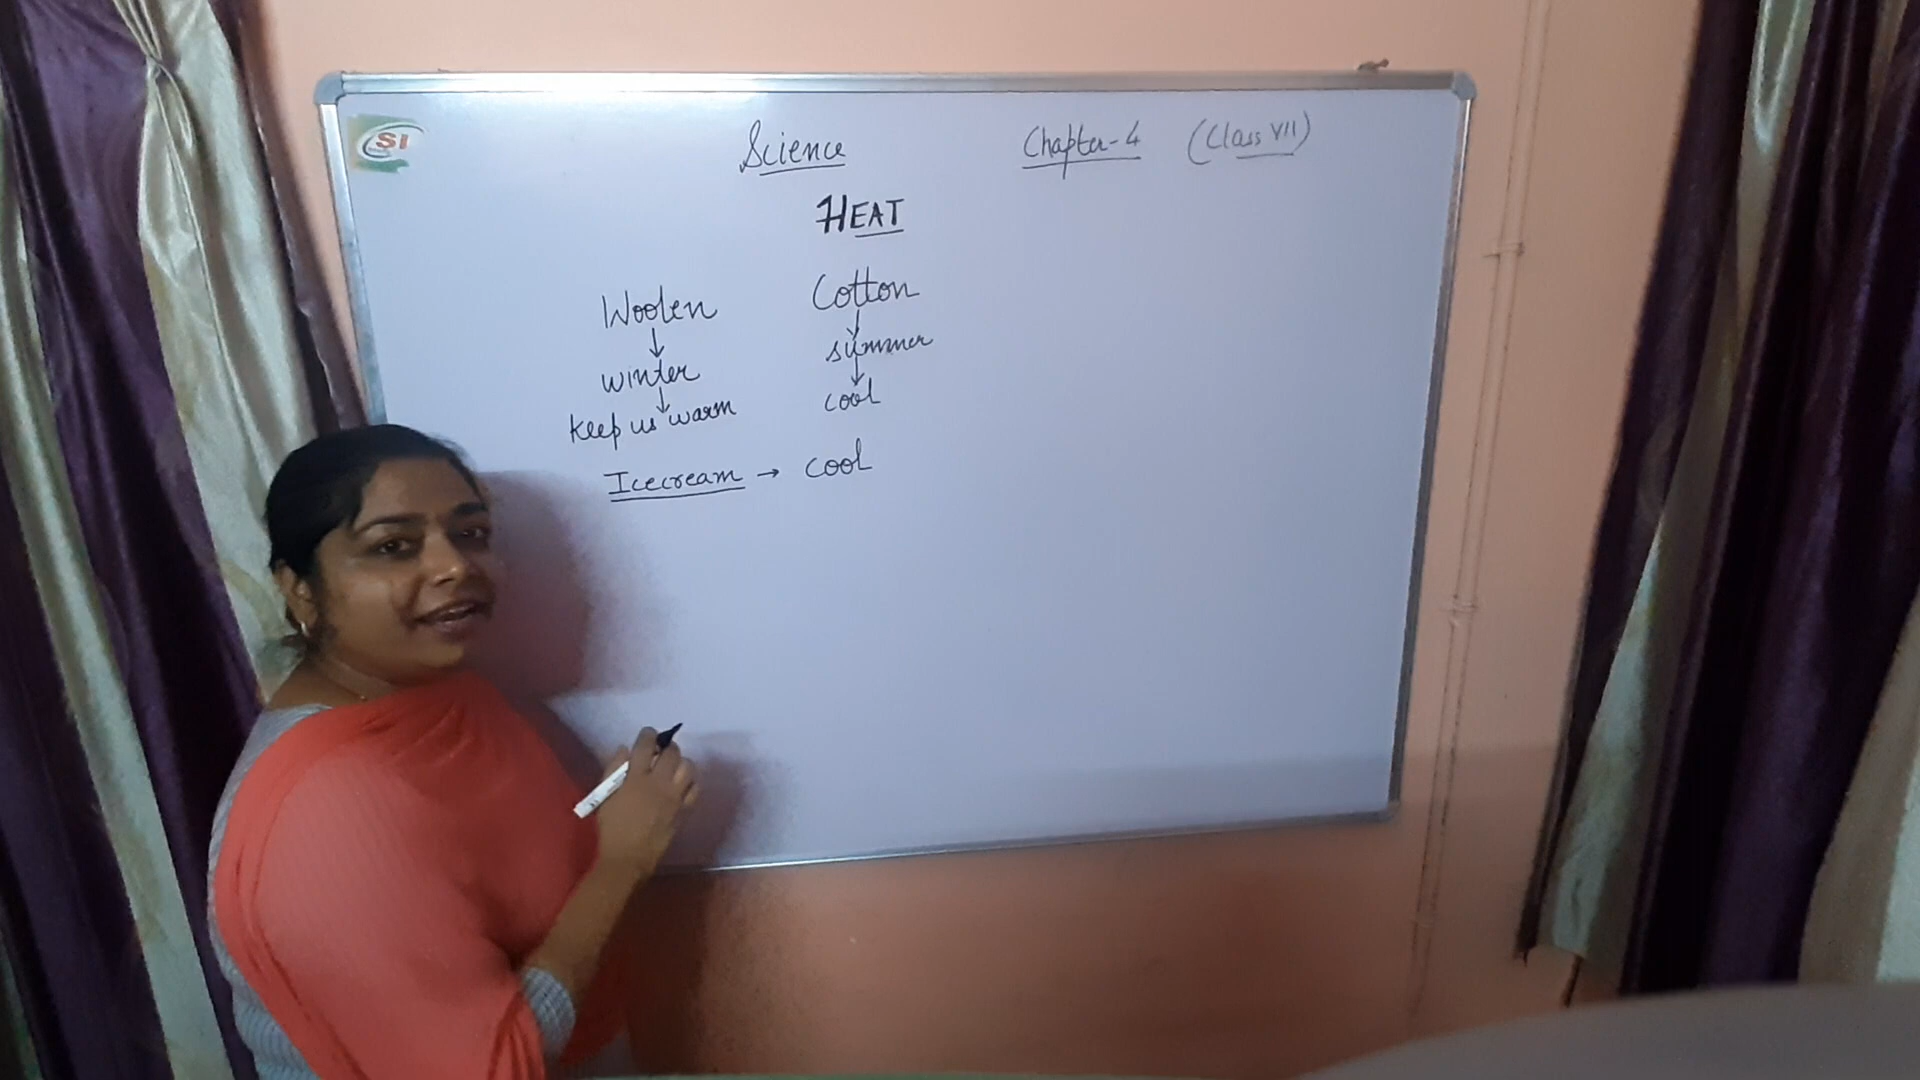 SI
Science Chapter-4 (Class VII)
HEAT
Woolen Cotton
↓ ↓
winter summer
↓ ↓
keep us warm cool
Icecream → cool